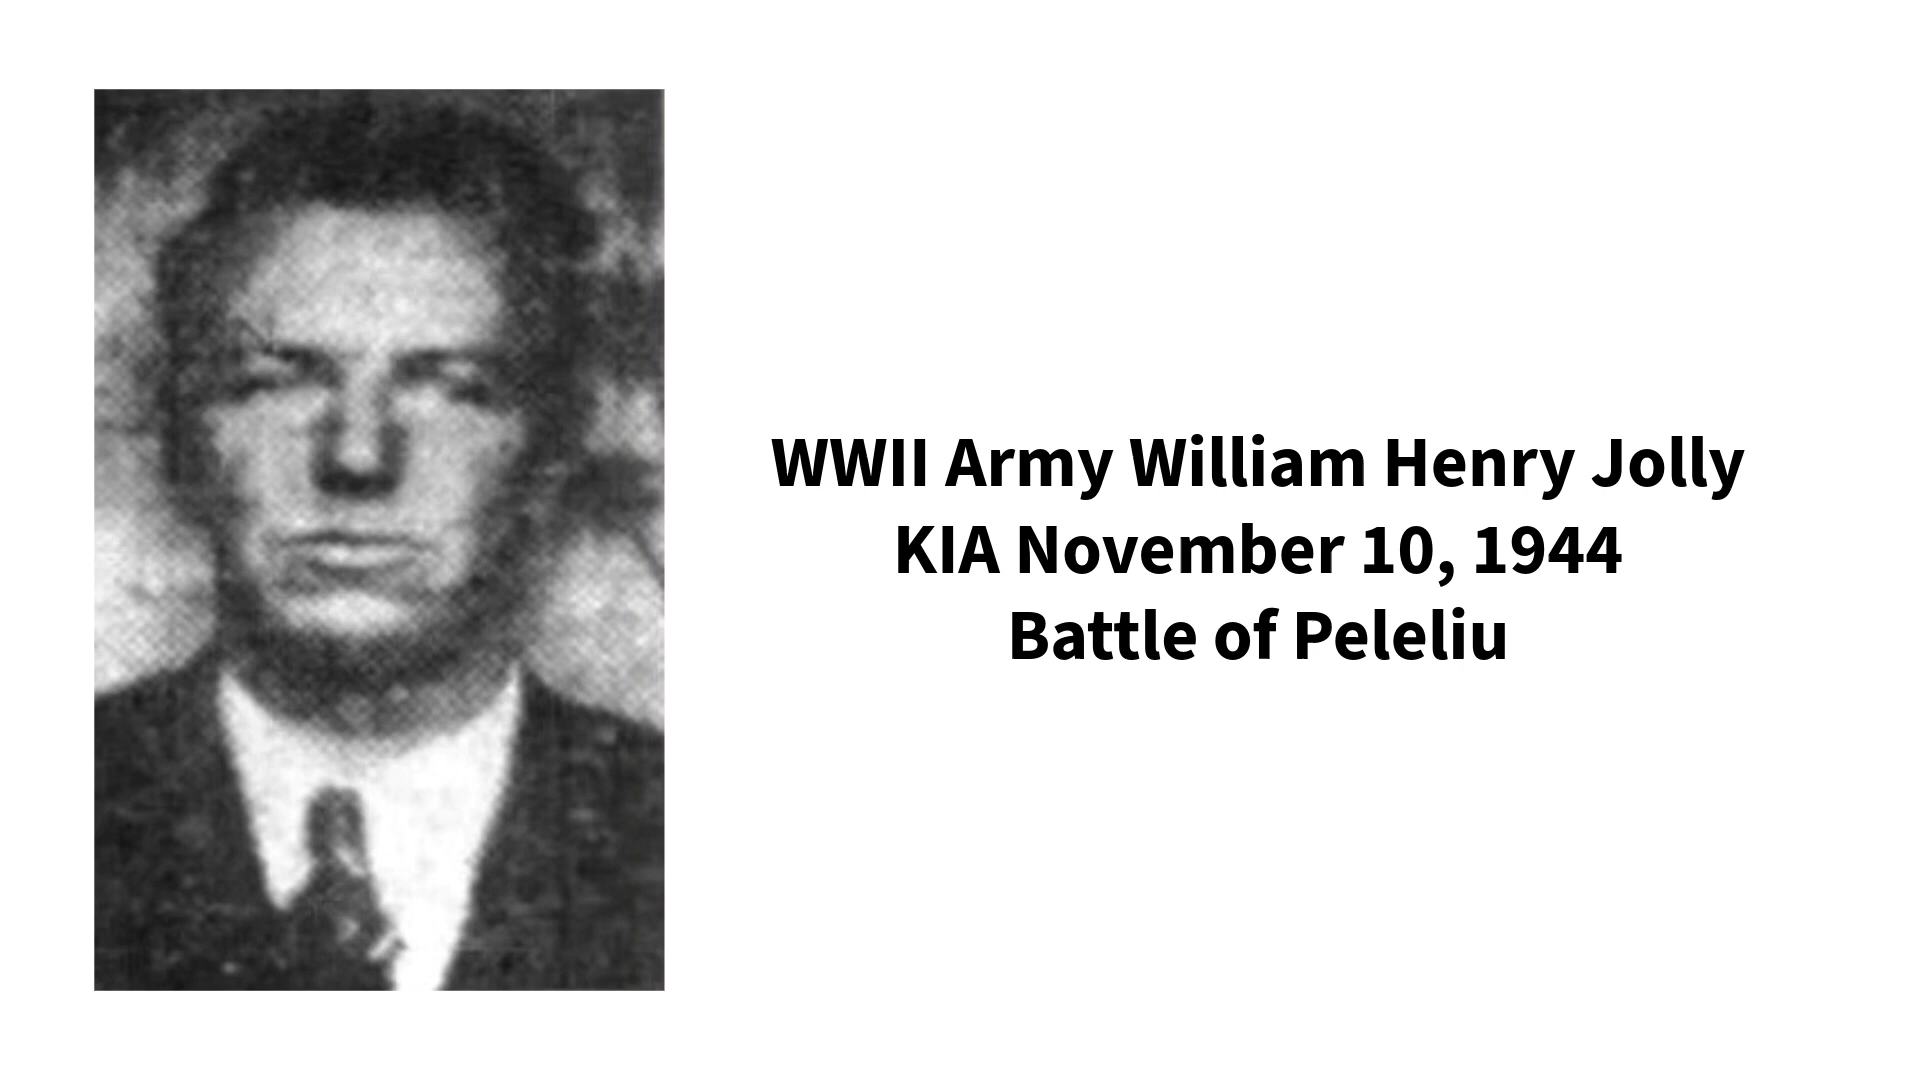 WWII Army William Henry Jolly
KIA November 10, 1944
Battle of Peleliu